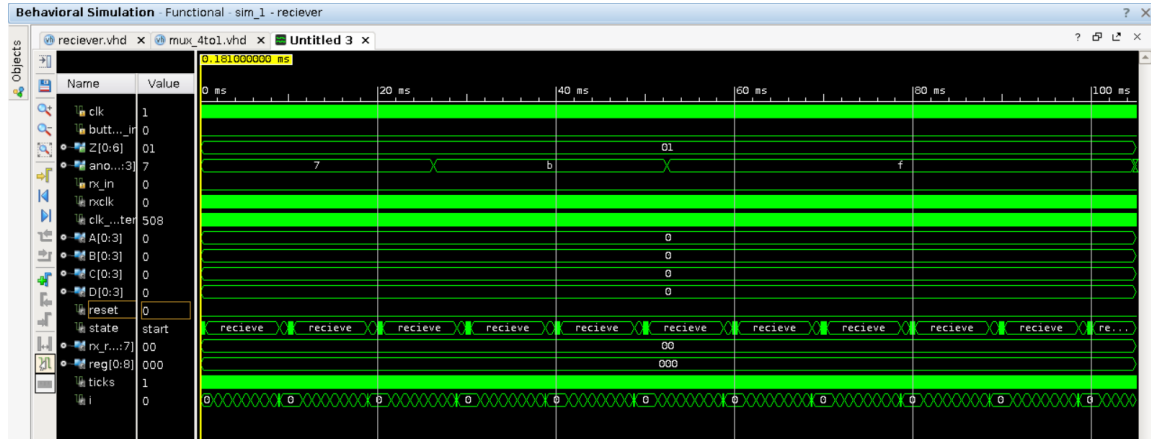 Behavioral Simulation - Functional - sim_1 - reciever
? ×
Objects
reciever.vhd × mux_4to1.vhd × Untitled 3 ×
?
0.181000000 ms
Name Value
0 ms 20 ms 40 ms 60 ms 80 ms 100 ms
clk 1
butt..._in 0
Z[0:6] 01 01
ano...:3] 7 7 b f
rx_in 0
rxclk 0
clk_...ter 508
A[0:3] 0 0
B[0:3] 0 0
C[0:3] 0 0
D[0:3] 0 0
reset 0
state start recieve recieve recieve recieve recieve recieve recieve recieve recieve recieve re...
rx_r...:7] 00 00
reg[0:8] 000 000
ticks 1
i 0 0 0 0 0 0 0 0 0 0 0 0